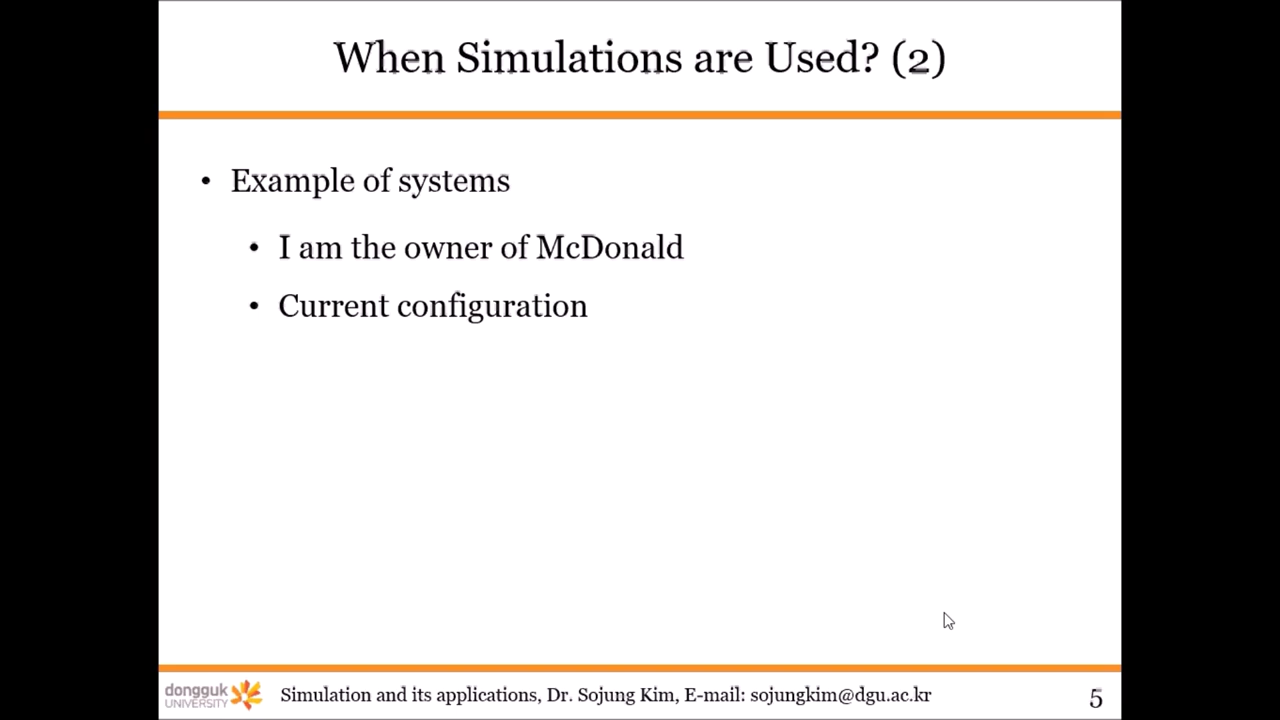 When Simulations are Used? (2)
• Example of systems
• I am the owner of McDonald
• Current configuration
dongguk
UNIVERSITY
Simulation and its applications, Dr. Sojung Kim, E-mail: sojungkim@dgu.ac.kr
5